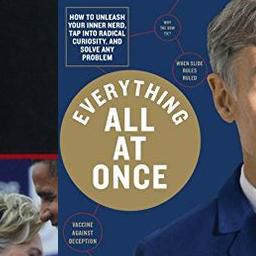 HOW TO UNLEASH
YOUR INNER NERD,
TAP INTO RADICAL
CURIOSITY, AND
SOLVE ANY
PROBLEM
WHY
THE BOW
TIE?
WHEN SLIDE
RULES
RULED
EVERYTHING
ALL
AT
ONCE
VACCINE
AGAINST
DECEPTION